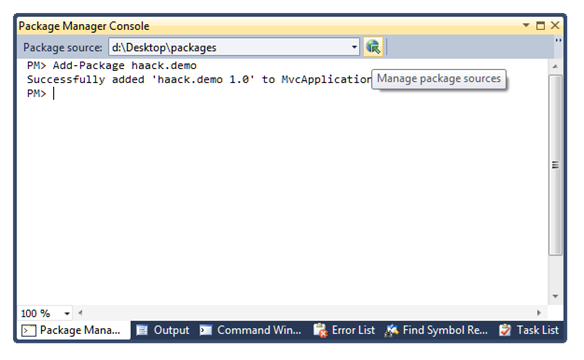 Package Manager Console
Package source: d:\Desktop\packages
PM> Add-Package haack.demo
Successfully added 'haack.demo 1.0' to MvcApplication
Manage package sources
PM>
100 %
Package Mana... Output Command Win... Error List Find Symbol Re... Task List